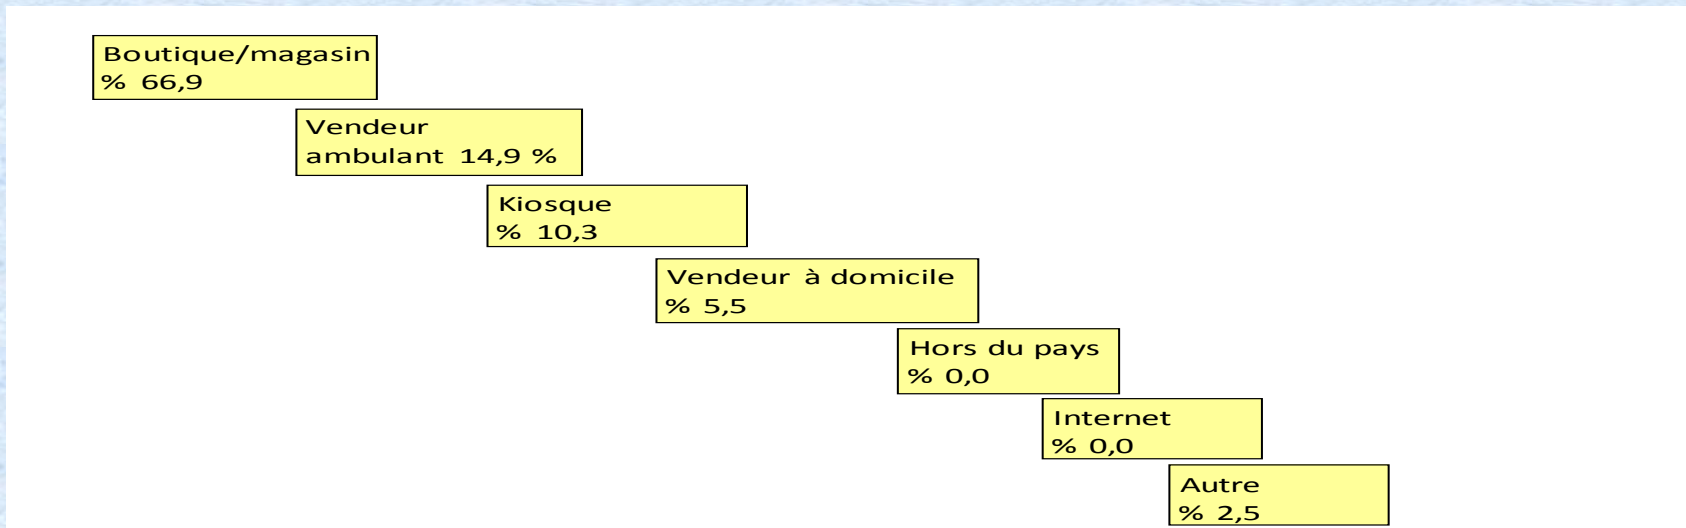 Boutique/magasin
% 66,9
Vendeur
ambulant 14,9 %
Kiosque
% 10,3
Vendeur à domicile
% 5,5
Hors du pays
% 0,0
Internet
% 0,0
Autre
% 2,5